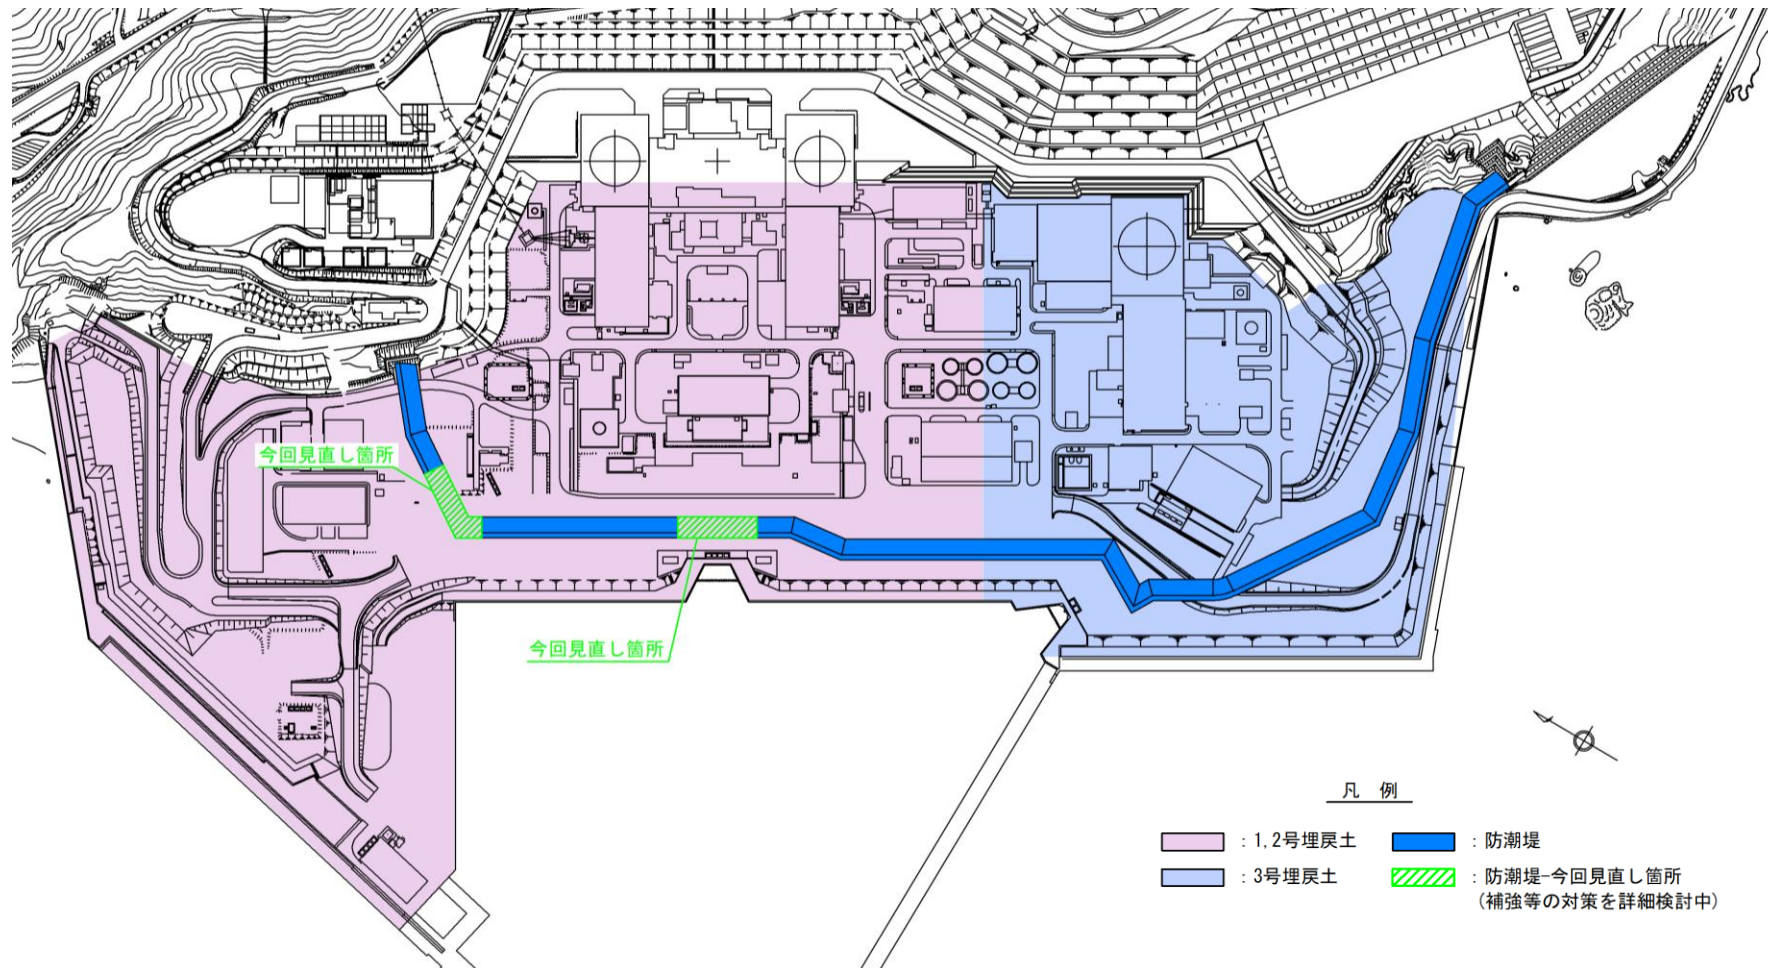 今回見直し箇所
今回見直し箇所
凡 例
:1,2号埋戻土
:防潮堤
:3号埋戻土
:防潮堤-今回見直し箇所
(補強等の対策を詳細検討中)